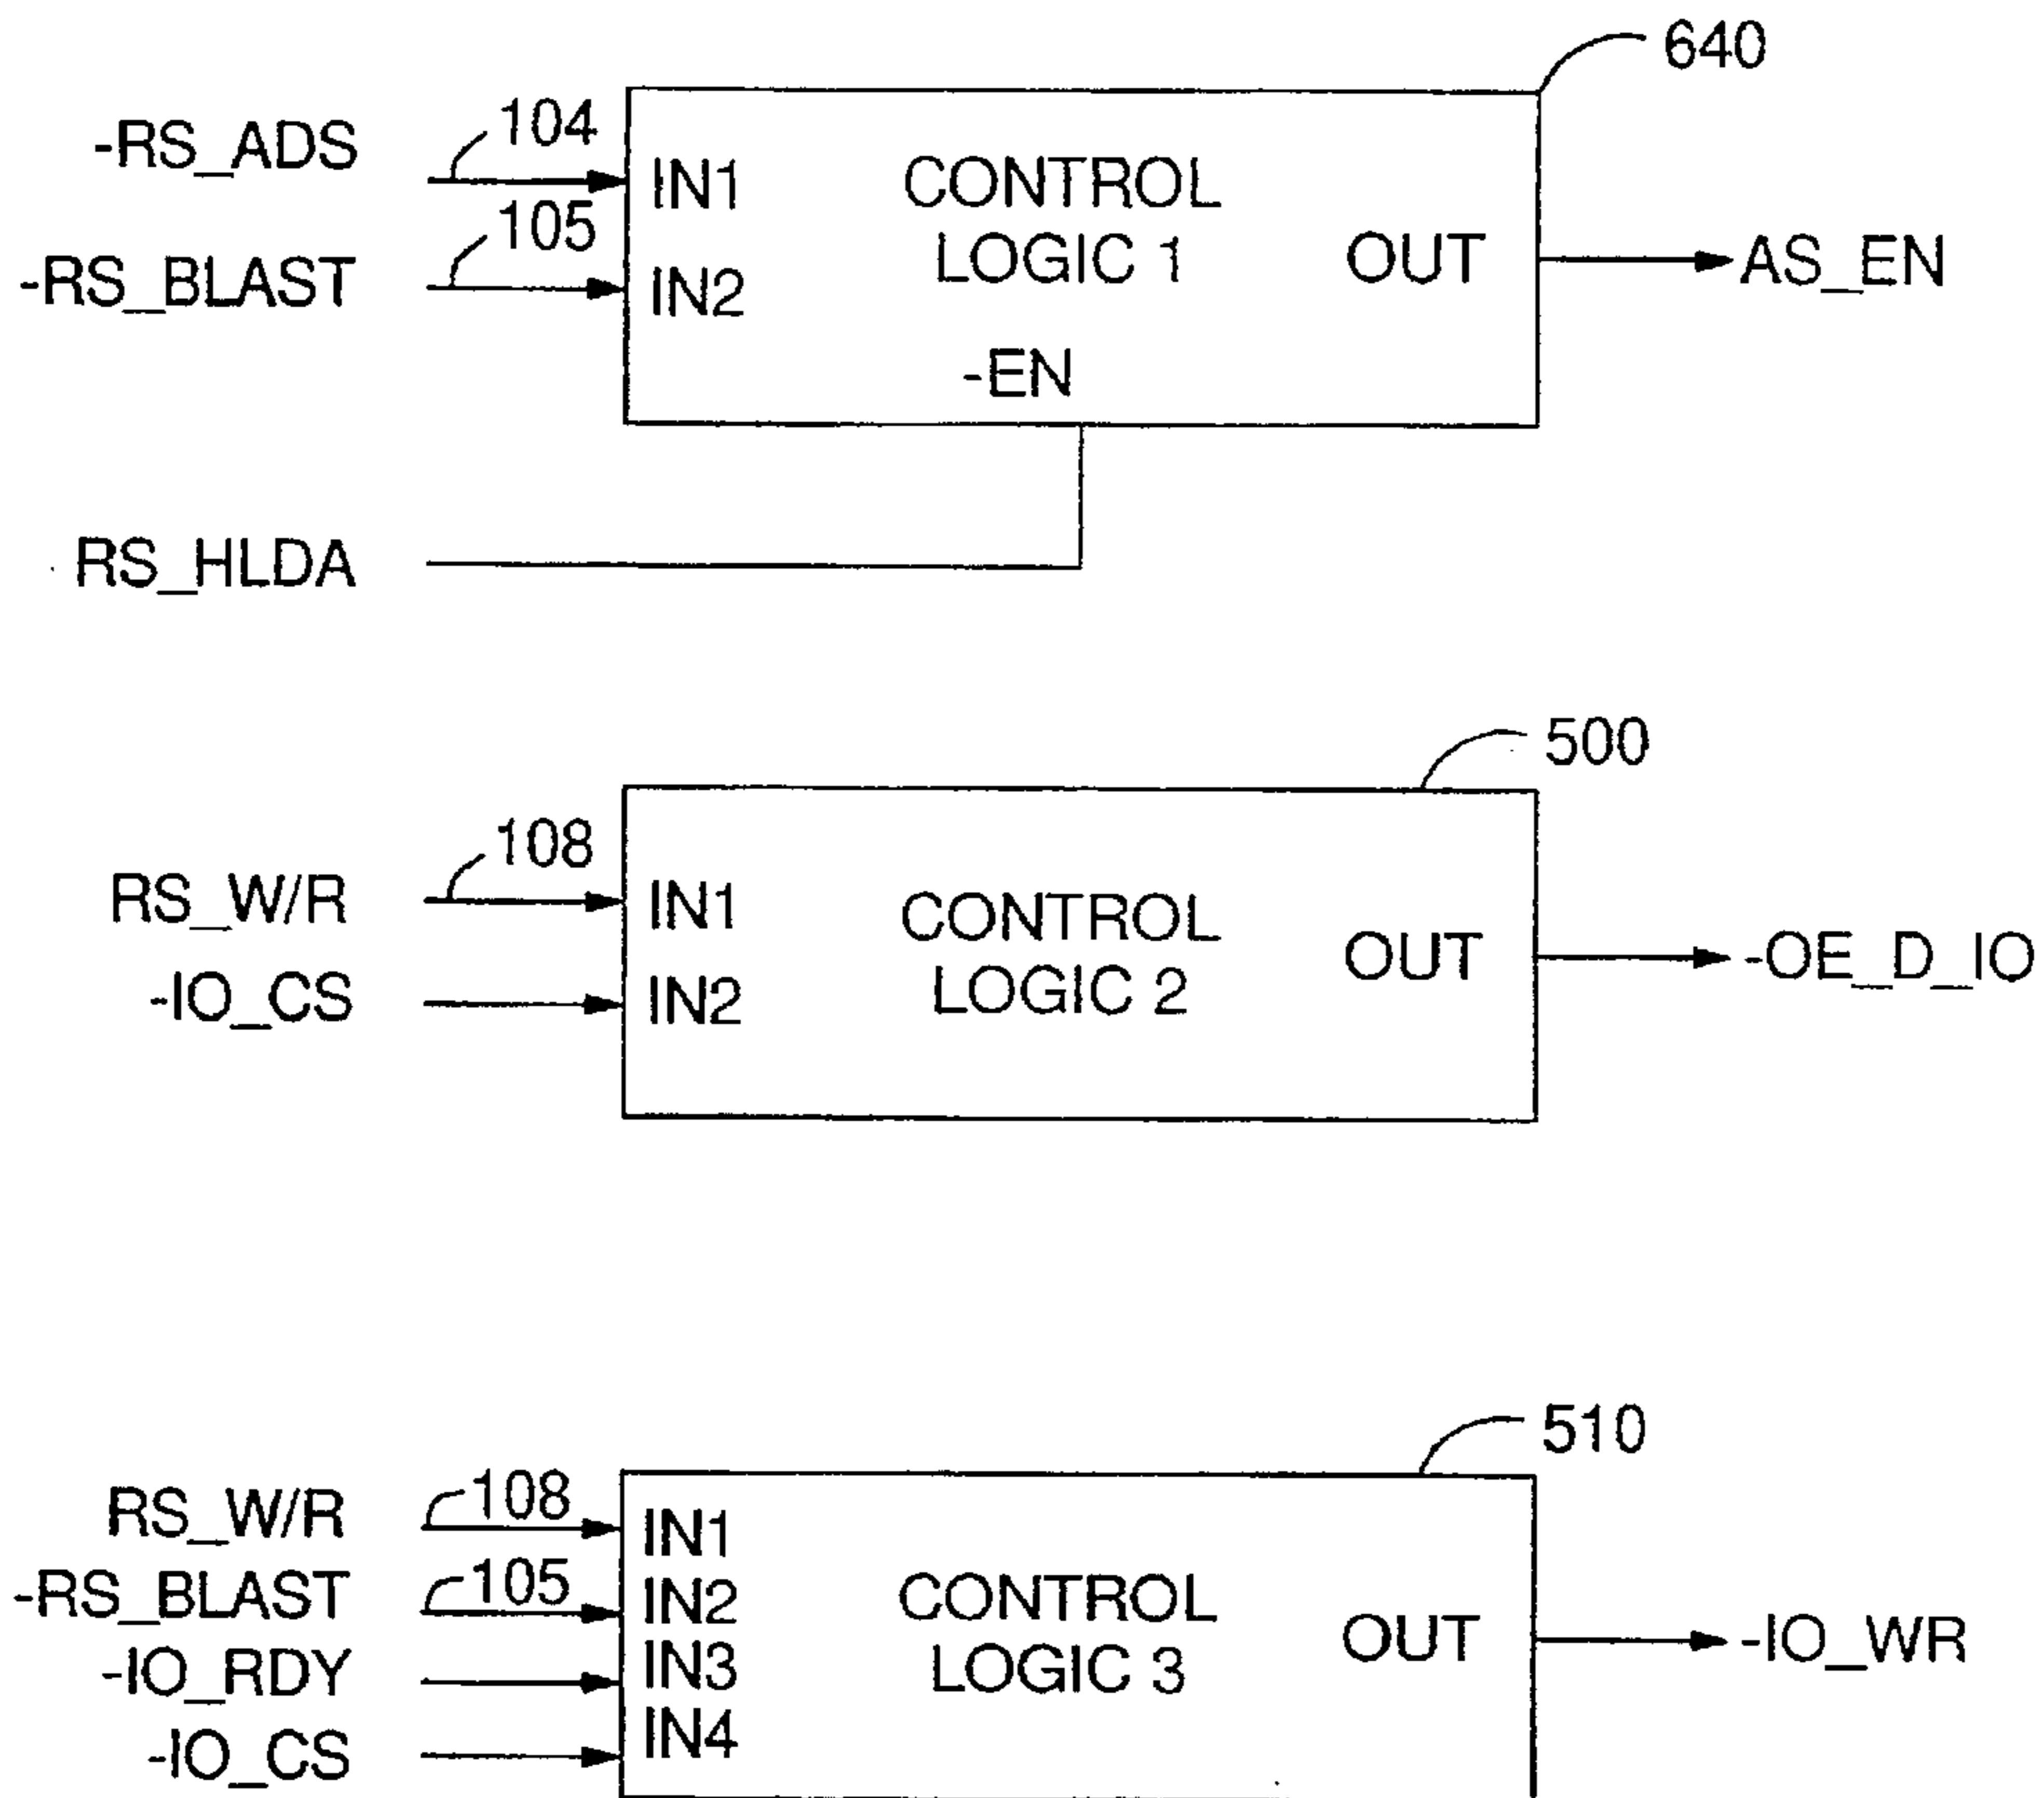 640
-RS_ADS 104 IN1 CONTROL
-RS_BLAST 105 IN2 LOGIC 1 OUT AS_EN
-EN
RS_HLDA
500
RS_W/R 108 IN1 CONTROL
-IO_CS IN2 LOGIC 2 OUT -OE_D_IO
510
RS_W/R 108 IN1
-RS_BLAST 105 IN2 CONTROL
-IO_RDY IN3 LOGIC 3 OUT -IO_WR
-IO_CS IN4